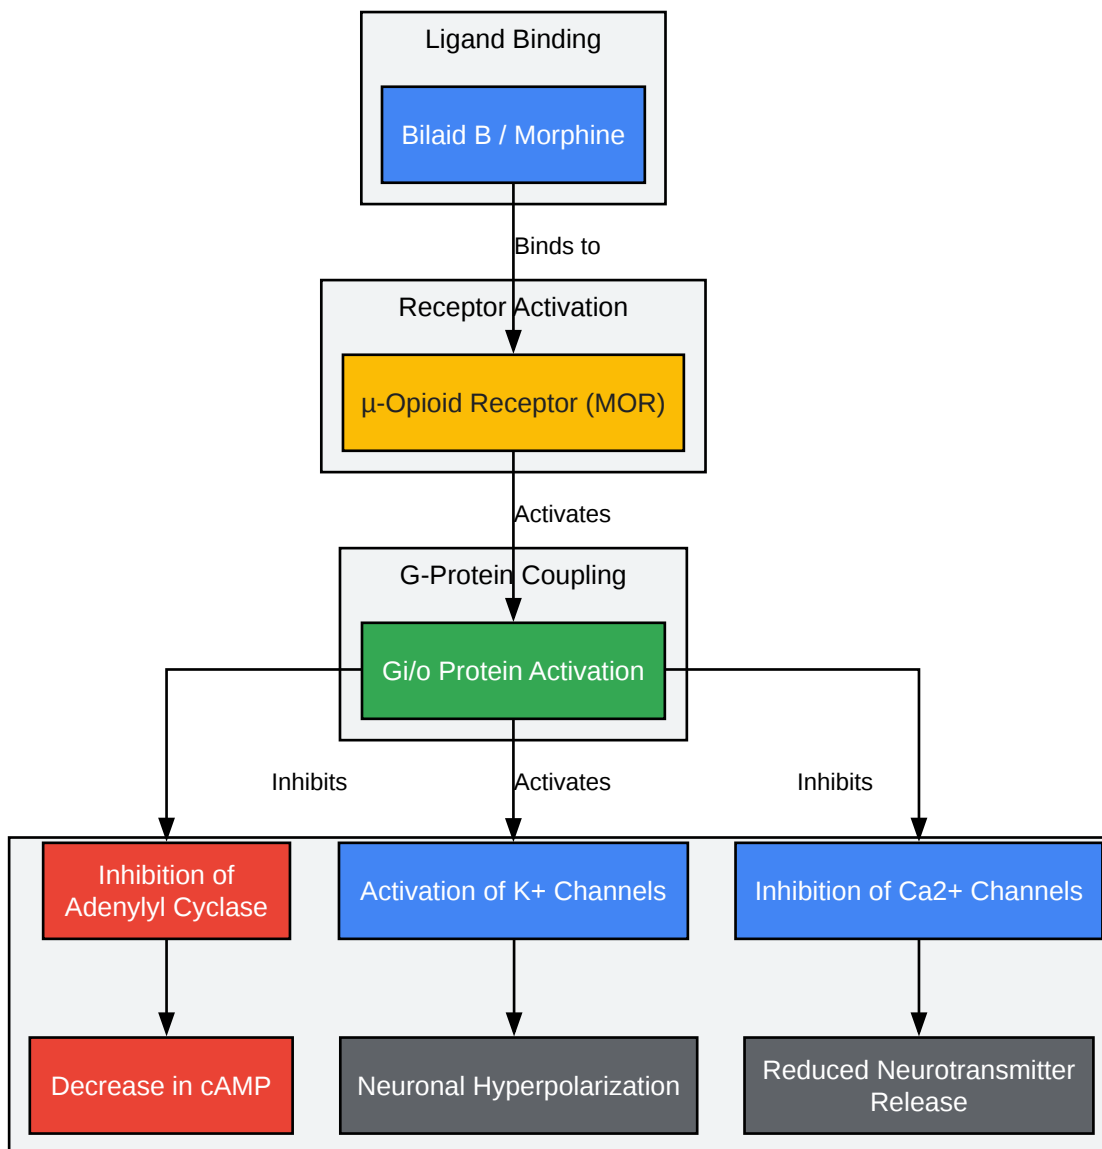 Ligand Binding
Bilaid B / Morphine
Binds to
Receptor Activation
µ-Opioid Receptor (MOR)
Activates
G-Protein Coupling
Gi/o Protein Activation
Inhibits
Activates
Inhibits
Inhibition of
Adenylyl Cyclase
Activation of K+ Channels
Inhibition of Ca2+ Channels
Decrease in cAMP
Neuronal Hyperpolarization
Reduced Neurotransmitter
Release